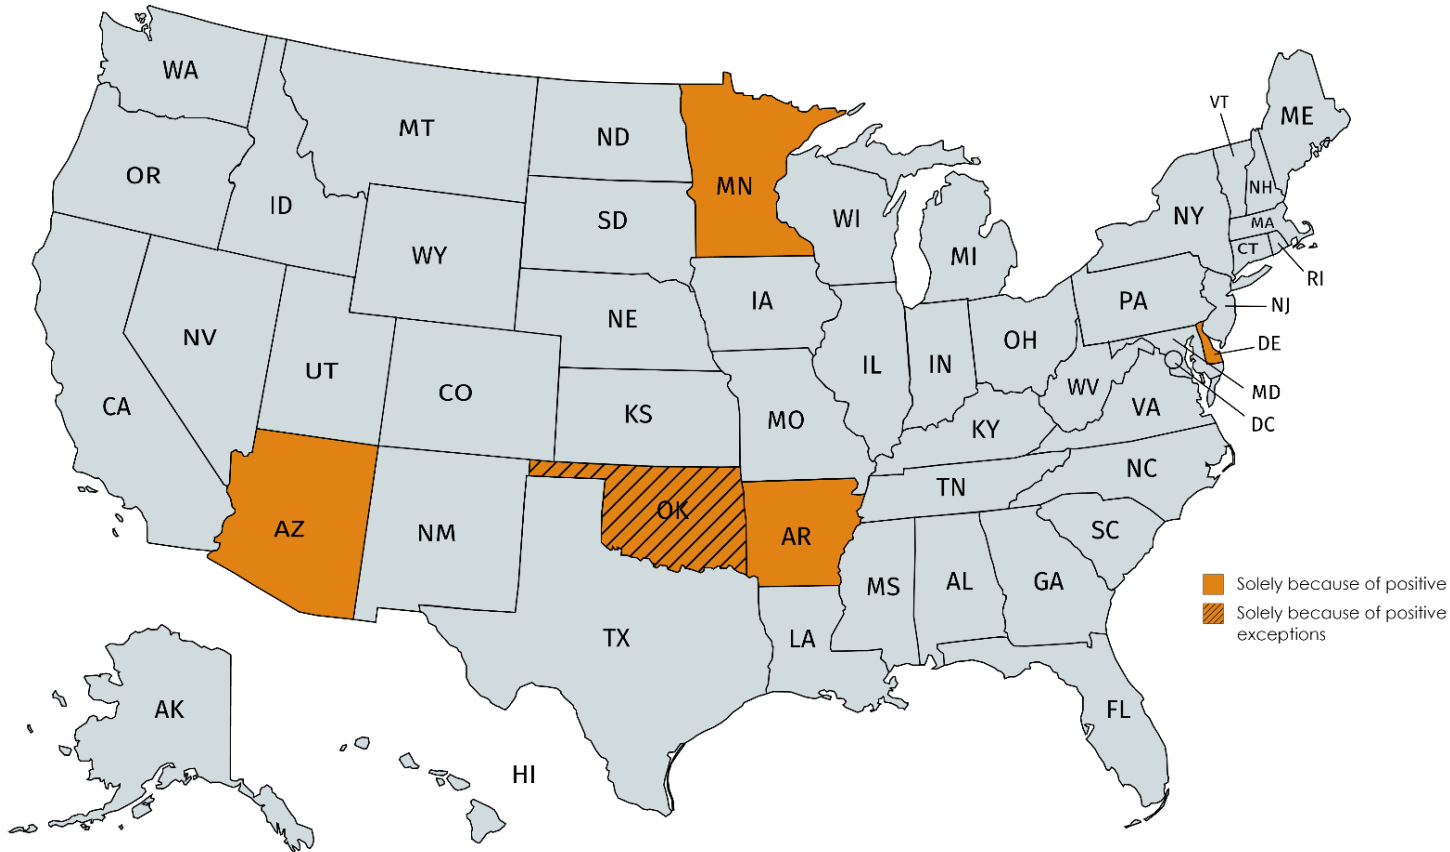 WA
MT
ND
MN
ME
VT
OR
ID
SD
WI
NY
NH
MA
CT
WY
MI
RI
IA
PA
NJ
NV
NE
OH
DE
UT
IL
IN
CA
CO
WV
MD
KS
MO
VA
DC
KY
NC
TN
AZ
NM
OK
AR
SC
MS
AL
GA
Solely because of positive
Solely because of positive
exceptions
TX
LA
AK
FL
HI